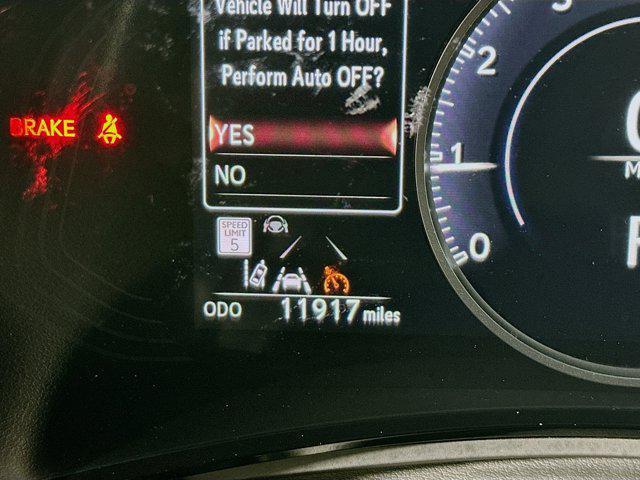 Vehicle Will Turn OFF
if Parked for 1 Hour,
Perform Auto OFF?
YES
NO
BRAKE
SPEED
LIMIT
5
ODO 11917 miles
2
1
0